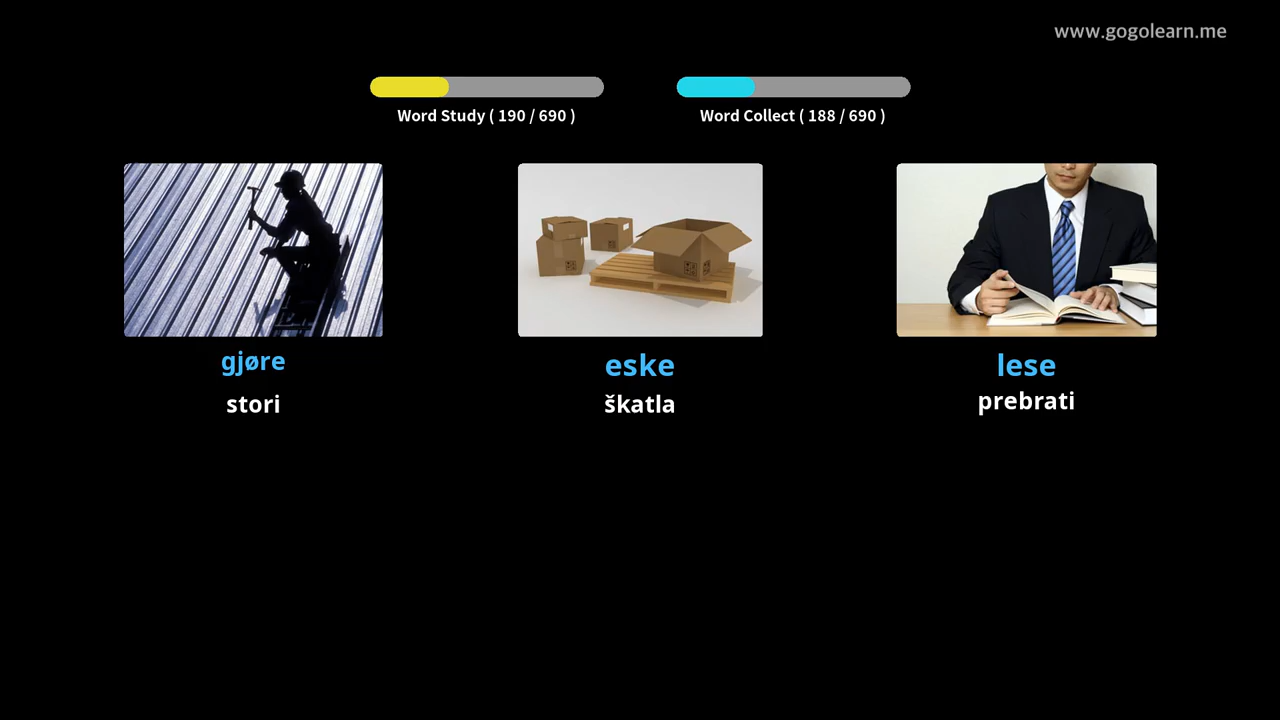 www.gogolearn.me
Word Study ( 190 / 690 )
Word Collect ( 188 / 690 )
gjøre
stori
eske
škatla
lese
prebrati